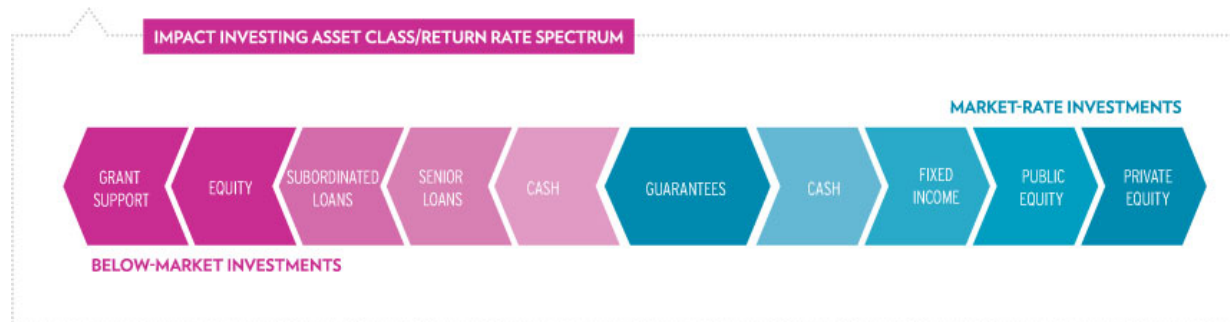 IMPACT INVESTING ASSET CLASS/RETURN RATE SPECTRUM
MARKET-RATE INVESTMENTS
GRANT
SUPPORT
EQUITY
SUBORDINATED
LOANS
SENIOR
LOANS
CASH
GUARANTEES
CASH
FIXED
INCOME
PUBLIC
EQUITY
PRIVATE
EQUITY
BELOW-MARKET INVESTMENTS